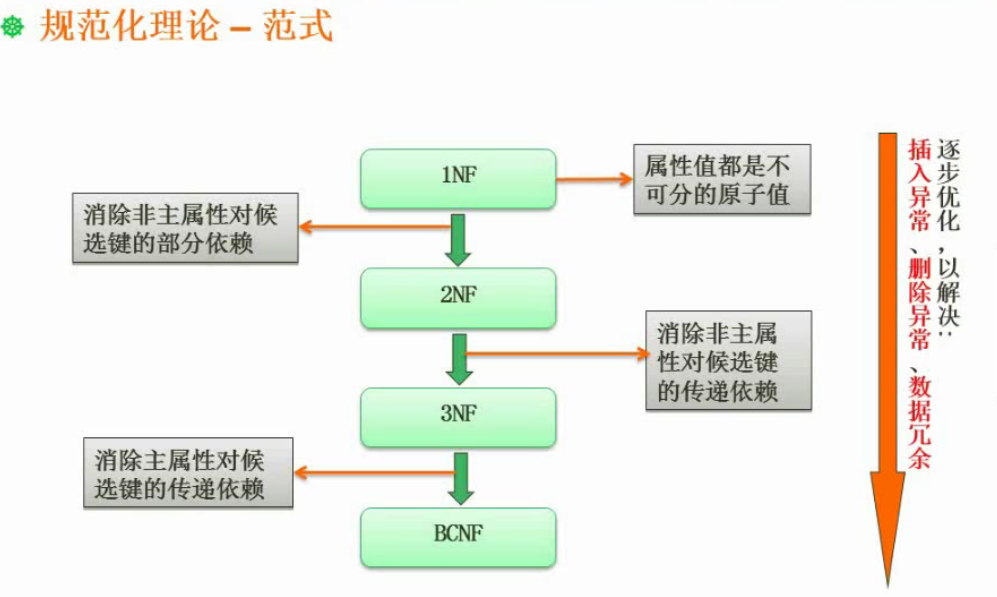 规范化理论 – 范式
1NF
属性值都是不
可分的原子值
消除非主属性对候
选键的部分依赖
2NF
消除非主属
性对候选键
的传递依赖
3NF
消除主属性对候
选键的传递依赖
BCNF
逐步优化,以解决:
插入异常、删除异常、数据冗余